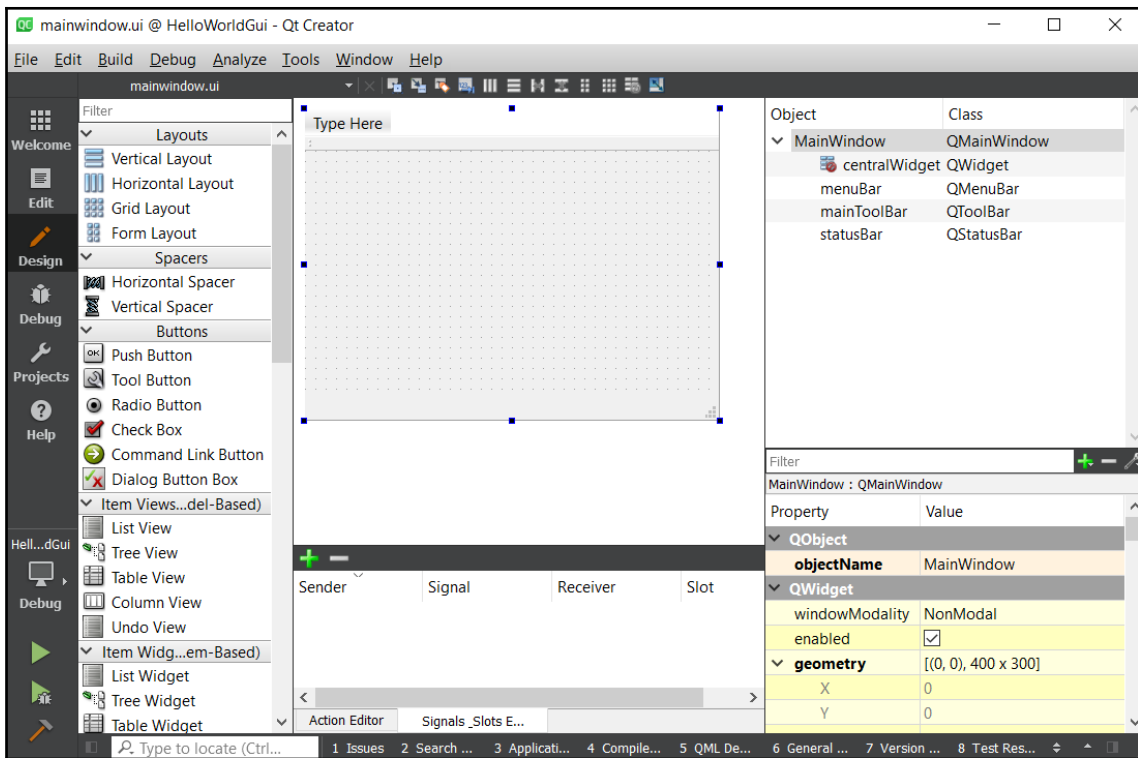 mainwindow.ui @ HelloWorldGui - Qt Creator
File Edit Build Debug Analyze Tools Window Help
mainwindow.ui
Welcome
Edit
Design
Debug
Projects
Help
Hell...dGui
Debug
Filter
Layouts
Vertical Layout
Horizontal Layout
Grid Layout
Form Layout
Spacers
Horizontal Spacer
Vertical Spacer
Buttons
OK Push Button
Tool Button
Radio Button
Check Box
Command Link Button
Dialog Button Box
Item Views...del-Based)
List View
Tree View
Table View
Column View
Undo View
Item Widg...em-Based)
List Widget
Tree Widget
Table Widget
Type Here
Sender Signal Receiver Slot
Action Editor Signals _Slots E...
Object Class
MainWindow QMainWindow
centralWidget QWidget
menuBar QMenuBar
mainToolBar QToolBar
statusBar QStatusBar
Filter
MainWindow : QMainWindow
Property Value
QObject
objectName MainWindow
QWidget
windowModality NonModal
enabled
geometry [(0, 0), 400 x 300]
X 0
Y 0
Type to locate (Ctrl... 1 Issues 2 Search ... 3 Applicati... 4 Compile... 5 QML De... 6 General ... 7 Version ... 8 Test Res...